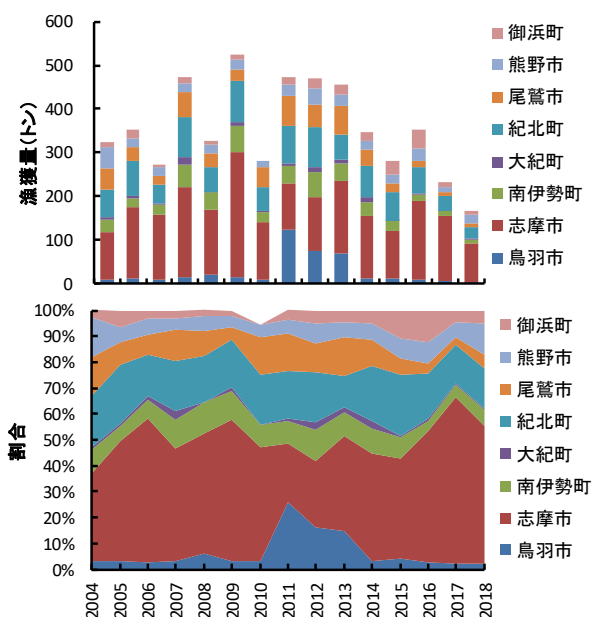 漁獲量(トン)
600
500
400
300
200
100
0
御浜町
熊野市
尾鷲市
紀北町
大紀町
南伊勢町
志摩市
鳥羽市
割合
100%
90%
80%
70%
60%
50%
40%
30%
20%
10%
0%
2004 2005 2006 2007 2008 2009 2010 2011 2012 2013 2014 2015 2016 2017 2018
御浜町
熊野市
尾鷲市
紀北町
大紀町
南伊勢町
志摩市
鳥羽市